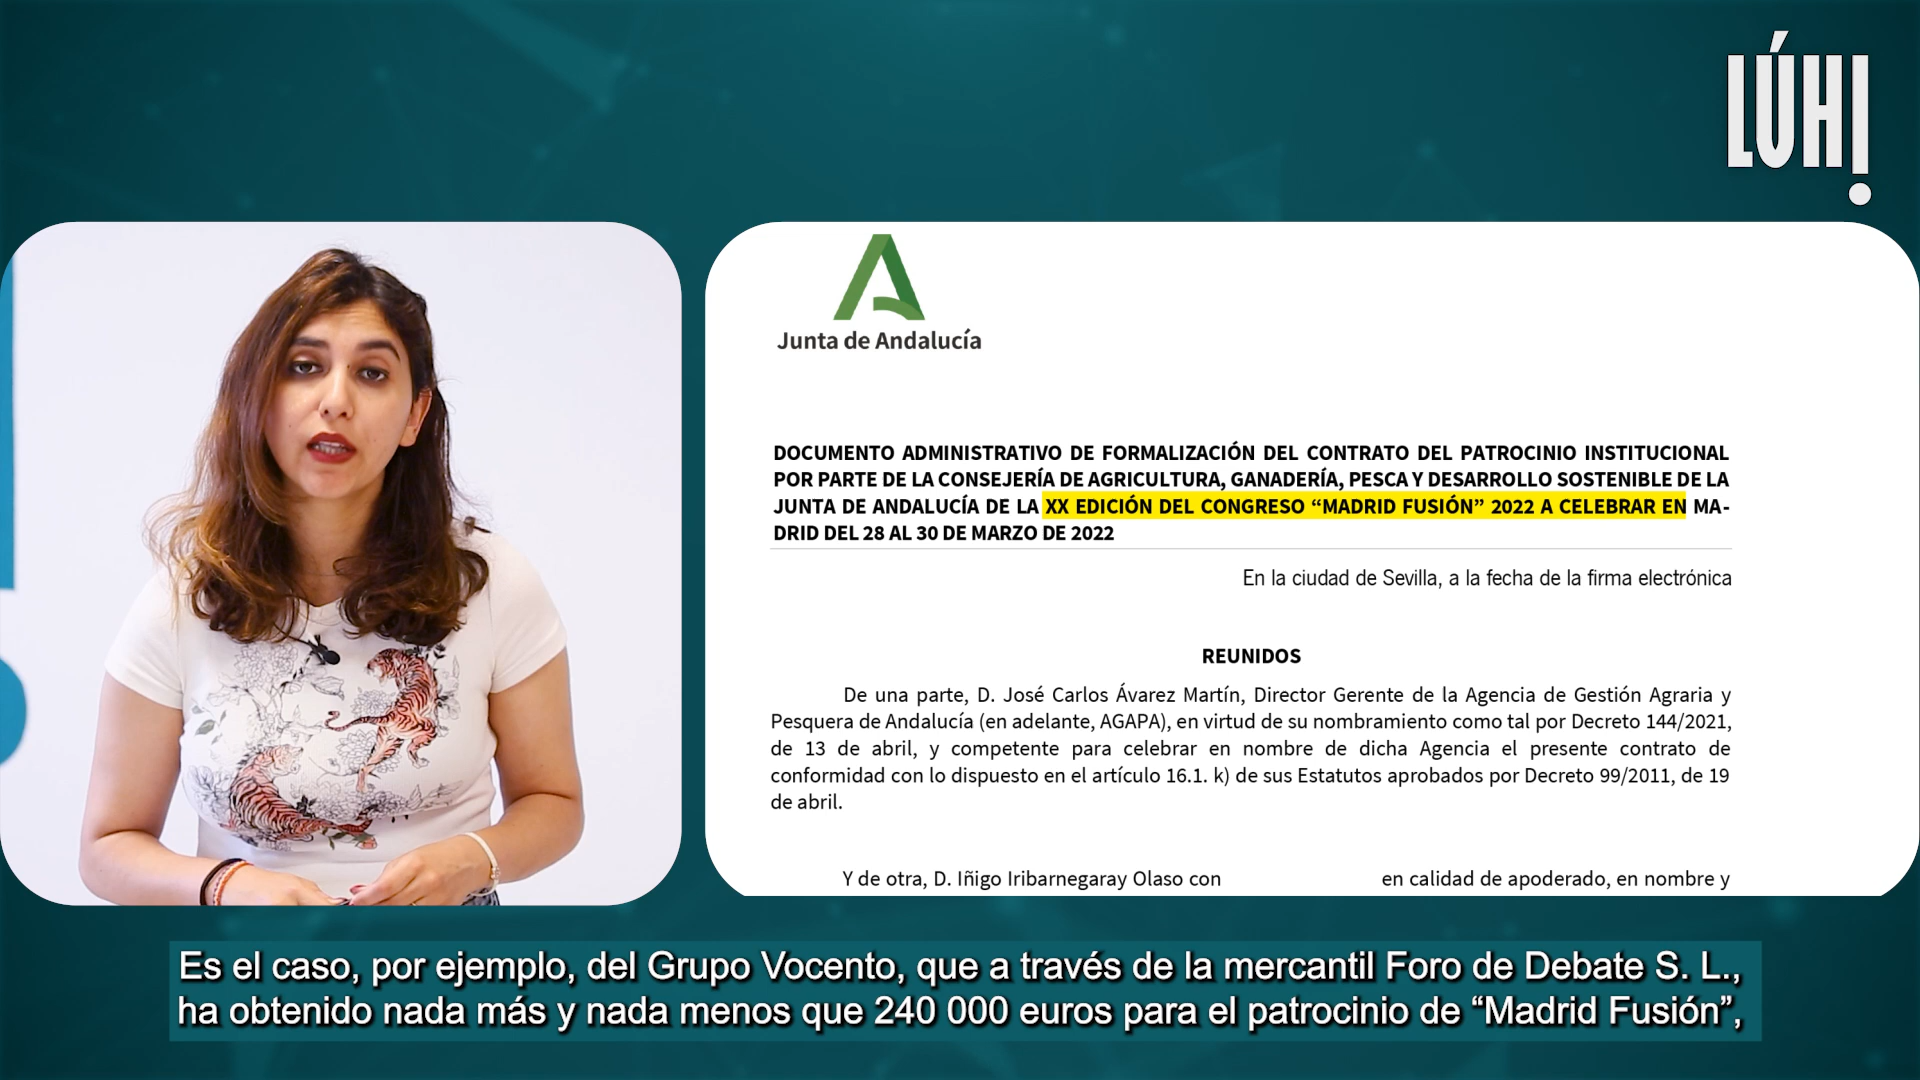 LÚH!
Junta de Andalucía
DOCUMENTO ADMINISTRATIVO DE FORMALIZACIÓN DEL CONTRATO DEL PATROCINIO INSTITUCIONAL
POR PARTE DE LA CONSEJERÍA DE AGRICULTURA, GANADERÍA, PESCA Y DESARROLLO SOSTENIBLE DE LA
JUNTA DE ANDALUCÍA DE LA XX EDICIÓN DEL CONGRESO “MADRID FUSIÓN” 2022 A CELEBRAR EN MA-
DRID DEL 28 AL 30 DE MARZO DE 2022
En la ciudad de Sevilla, a la fecha de la firma electrónica
REUNIDOS
De una parte, D. José Carlos Ávarez Martín, Director Gerente de la Agencia de Gestión Agraria y
Pesquera de Andalucía (en adelante, AGAPA), en virtud de su nombramiento como tal por Decreto 144/2021,
de 13 de abril, y competente para celebrar en nombre de dicha Agencia el presente contrato de
conformidad con lo dispuesto en el artículo 16.1. k) de sus Estatutos aprobados por Decreto 99/2011, de 19
de abril.
Y de otra, D. Iñigo Iribarnegaray Olaso con en calidad de apoderado, en nombre y
Es el caso, por ejemplo, del Grupo Vocento, que a través de la mercantil Foro de Debate S. L.,
ha obtenido nada más y nada menos que 240 000 euros para el patrocinio de “Madrid Fusión”,